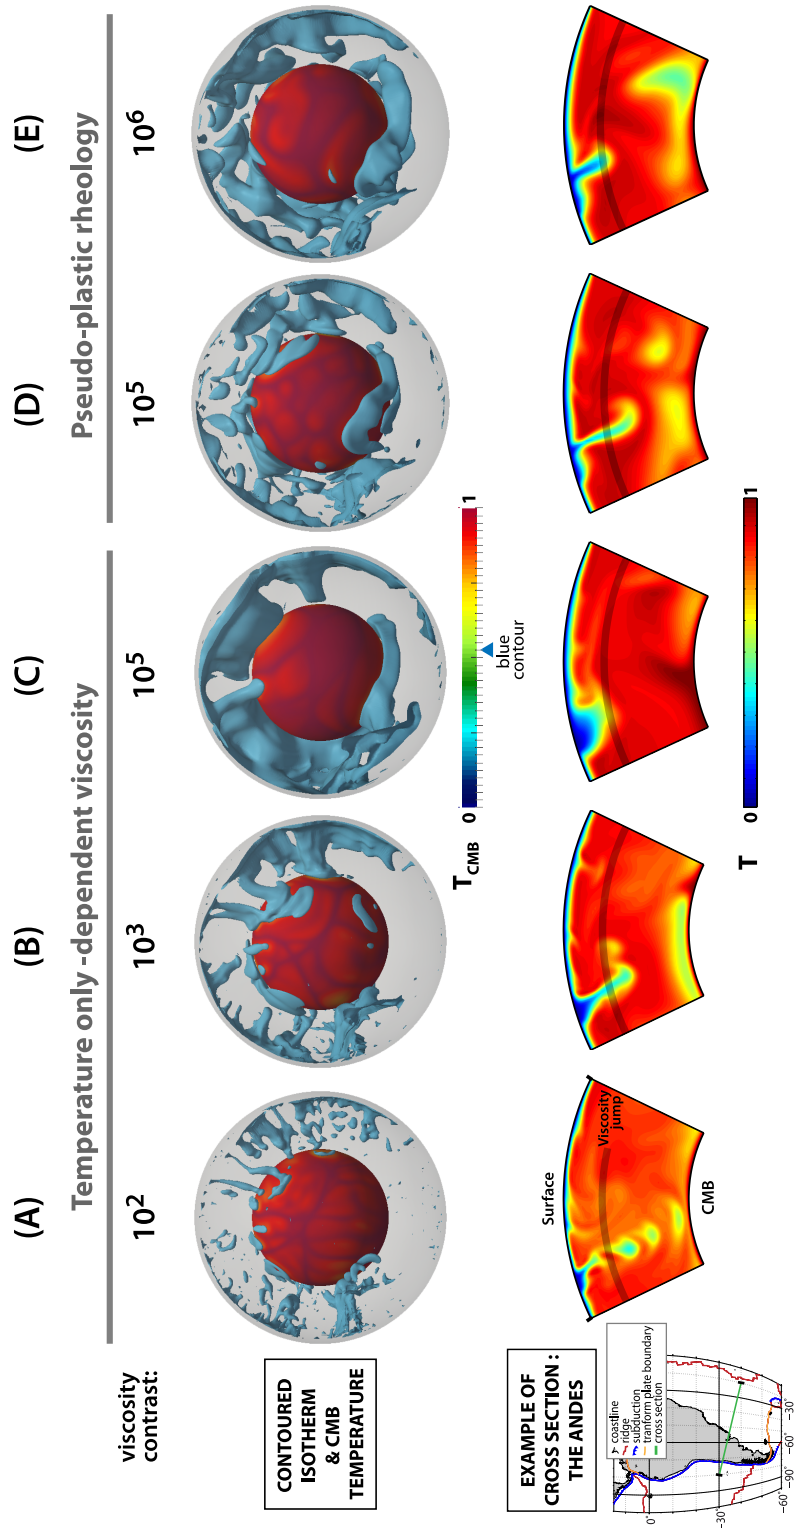 (A)
(B)
(C)
(D)
(E)
Temperature only -dependent viscosity
Pseudo-plastic rheology
viscosity
contrast:
10²
10³
10⁵
10⁵
10⁶
CONTOURED
ISOTHERM
& CMB
TEMPERATURE
TCMB
0
1
blue
contour
EXAMPLE OF
CROSS SECTION :
THE ANDES
Surface
Viscosity
jump
CMB
T
0
1
coastline
ridge
subduction
tranform plate boundary
cross section
0°
−30°
−60°
−90°
−60°
−30°